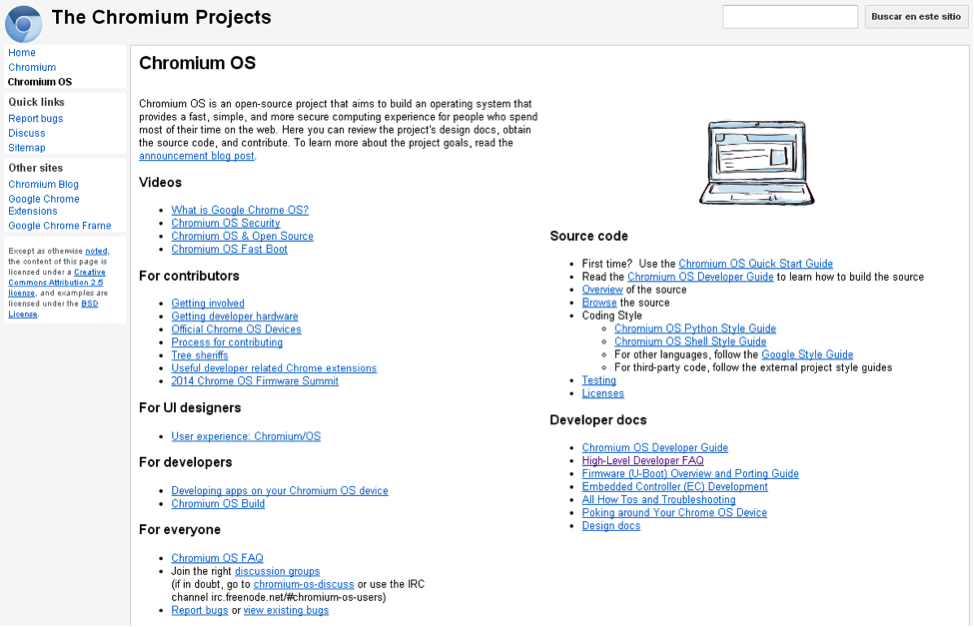 The Chromium Projects
Buscar en este sitio
Home
Chromium
Chromium OS
Quick links
Report bugs
Discuss
Sitemap
Other sites
Chromium Blog
Google Chrome
Extensions
Google Chrome Frame
Except as otherwise noted,
the content of this page is
licensed under a Creative
Commons Attribution 2.5
license, and examples are
licensed under the BSD
License.
Chromium OS
Chromium OS is an open-source project that aims to build an operating system that
provides a fast, simple, and more secure computing experience for people who spend
most of their time on the web. Here you can review the project's design docs, obtain
the source code, and contribute. To learn more about the project goals, read the
announcement blog post.
Videos
What is Google Chrome OS?
Chromium OS Security
Chromium OS & Open Source
Chromium OS Fast Boot
For contributors
Getting involved
Getting developer hardware
Official Chrome OS Devices
Process for contributing
Tree sheriffs
Useful developer related Chrome extensions
2014 Chrome OS Firmware Summit
For UI designers
User experience: Chromium/OS
For developers
Developing apps on your Chromium OS device
Chromium OS Build
For everyone
Chromium OS FAQ
Join the right discussion groups
(if in doubt, go to chromium-os-discuss or use the IRC
channel irc.freenode.net/#chromium-os-users)
Report bugs or view existing bugs
Source code
First time? Use the Chromium OS Quick Start Guide
Read the Chromium OS Developer Guide to learn how to build the source
Overview of the source
Browse the source
Coding Style
Chromium OS Python Style Guide
Chromium OS Shell Style Guide
For other languages, follow the Google Style Guide
For third-party code, follow the external project style guides
Testing
Licenses
Developer docs
Chromium OS Developer Guide
High-Level Developer FAQ
Firmware (U-Boot) Overview and Porting Guide
Embedded Controller (EC) Development
All How Tos and Troubleshooting
Poking around Your Chrome OS Device
Design docs